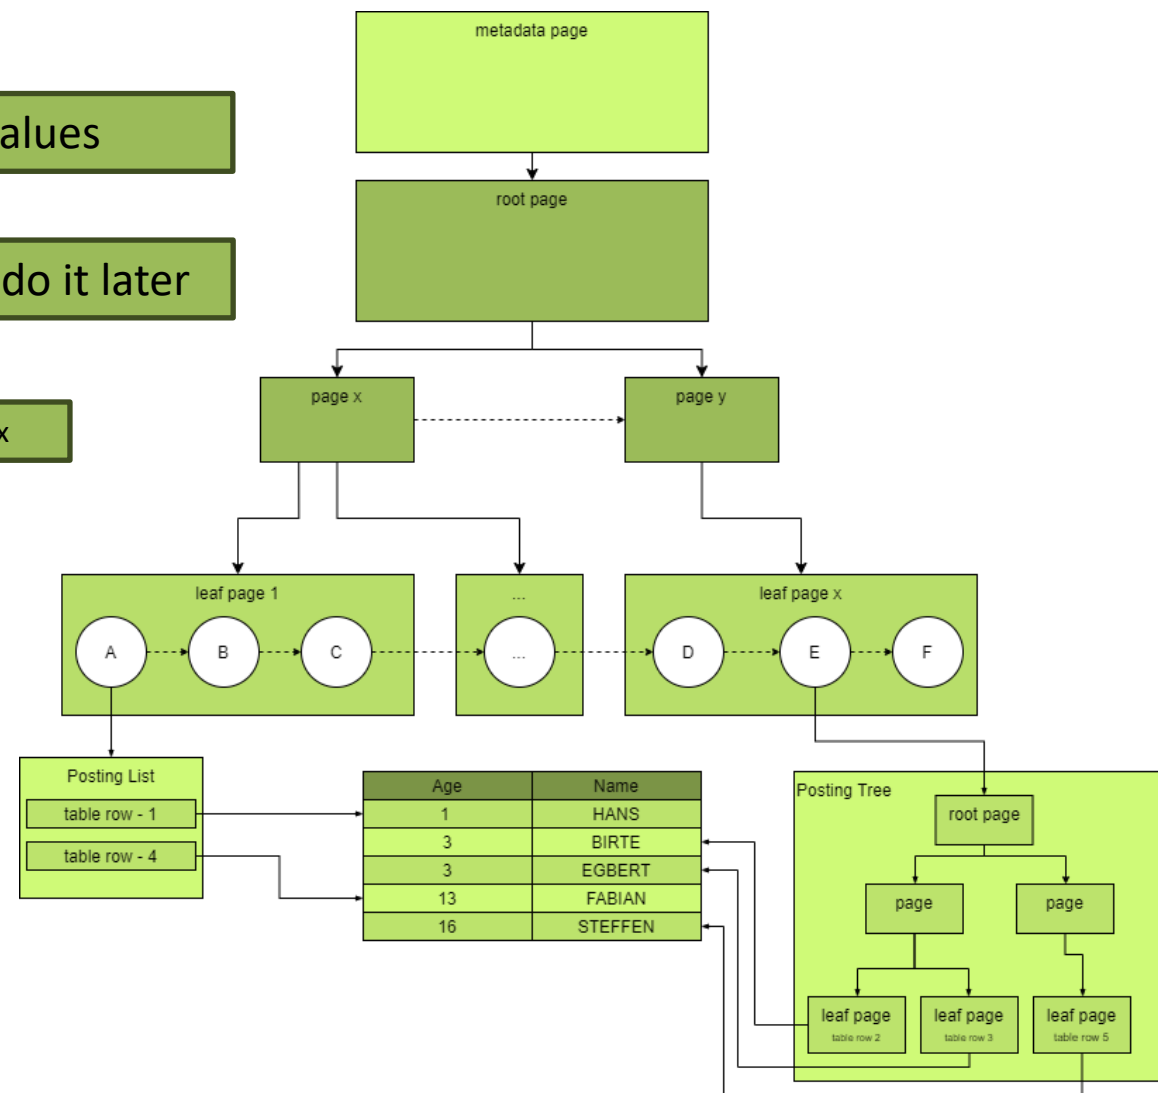 metadata page
alues
root page
do it later
page x
page y
x
leaf page 1
...
leaf page x
A
B
C
...
D
E
F
Posting List
table row - 1
table row - 4
Age Name
1 HANS
3 BIRTE
3 EGBERT
13 FABIAN
16 STEFFEN
Posting Tree
root page
page
page
leaf page
table row 2
leaf page
table row 3
leaf page
table row 5